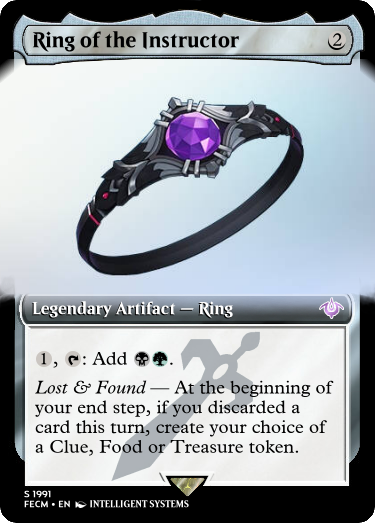 Ring of the Instructor 2
Legendary Artifact — Ring
1, : Add .
Lost & Found — At the beginning of
your end step, if you discarded a
card this turn, create your choice of
a Clue, Food or Treasure token.
S 1991
FECM • EN INTELLIGENT SYSTEMS